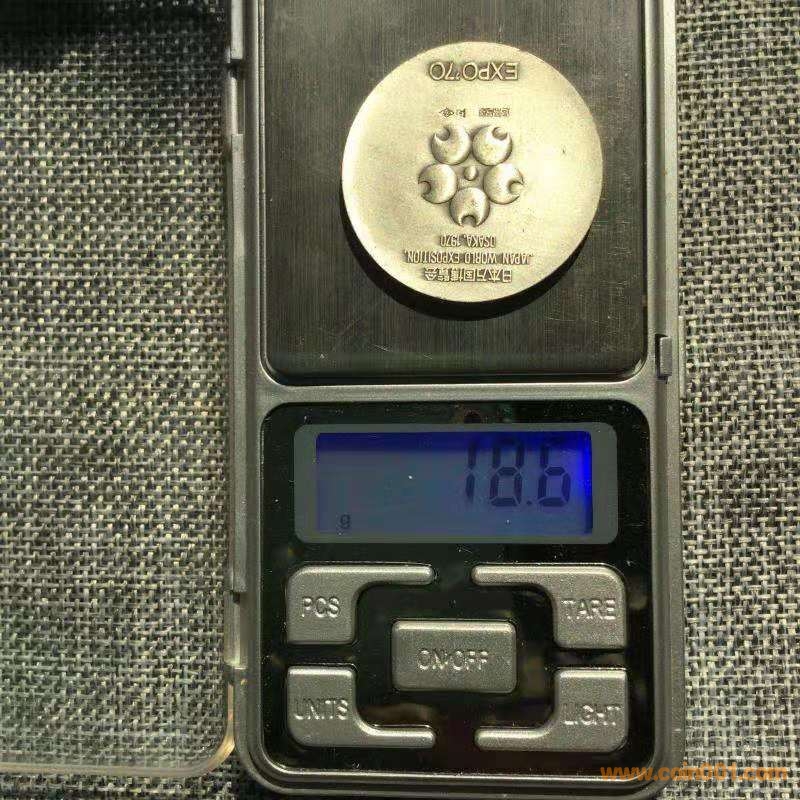 EXPO'70
JAPAN WORLD EXPOSITION,
OSAKA, 1970
日本万国博覧会
18.6
g
PCS
TARE
ON·OFF
UNITS
LIGHT
www.coin001.com